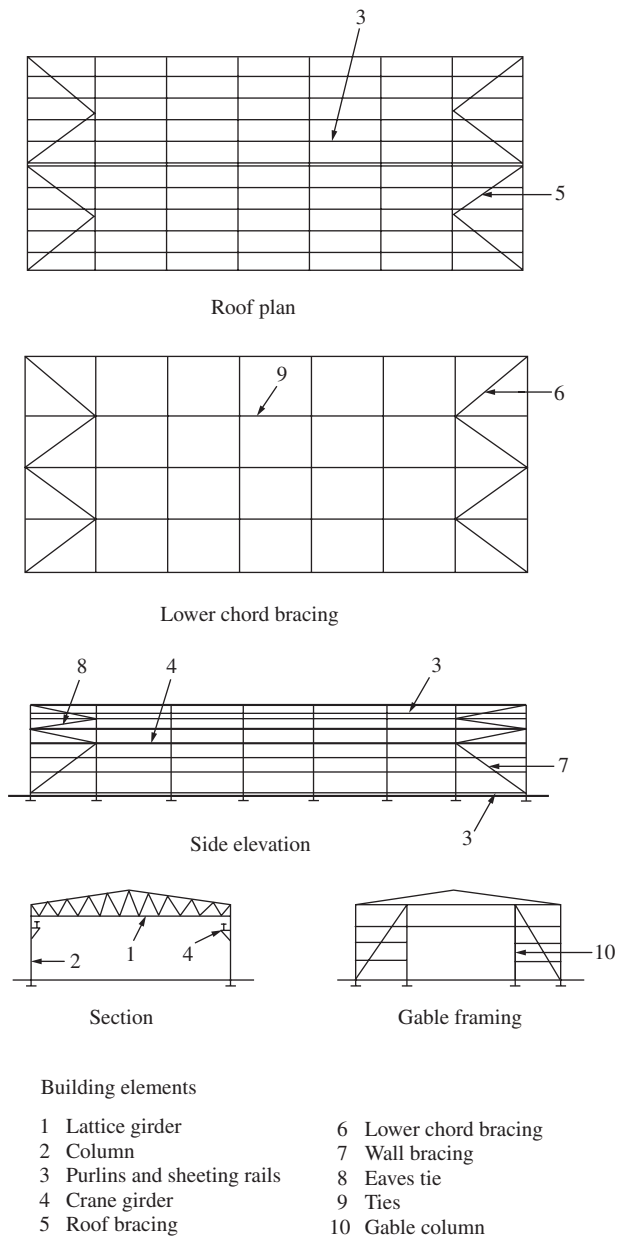 3
5
Roof plan
9
6
Lower chord bracing
8
4
3
7
3
Side elevation
2
1
4
10
Section
Gable framing
Building elements
1 Lattice girder
2 Column
3 Purlins and sheeting rails
4 Crane girder
5 Roof bracing
6 Lower chord bracing
7 Wall bracing
8 Eaves tie
9 Ties
10 Gable column